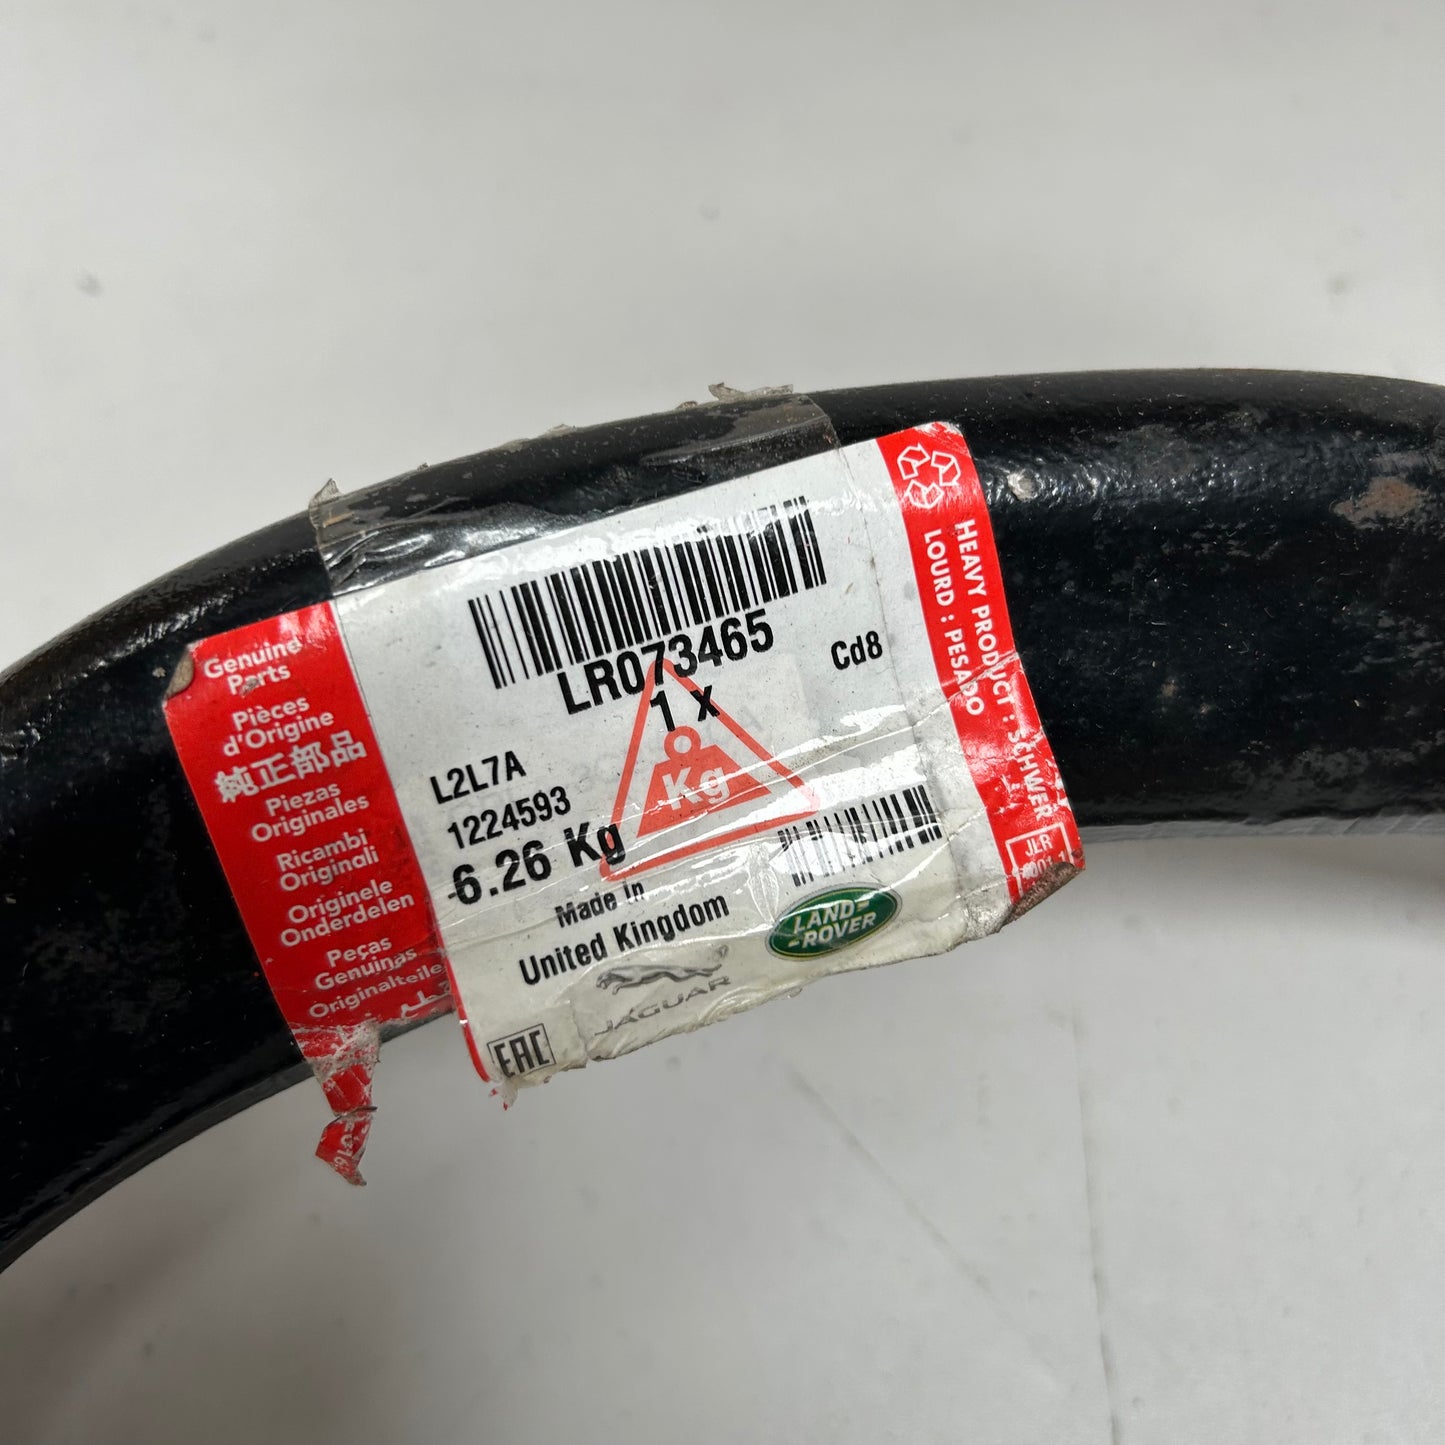 Genuine
Parts
Pièces
d'Origine
純正部品
Piezas
Originales
Ricambi
Originali
Originele
Onderdelen
Peças
Genuinas
Originalteile
LR073465
1 x
Cd8
L2L7A
1224593
6.26 Kg
Kg
Made in
United Kingdom
LAND-
-ROVER
JAGUAR
EAC
HEAVY PRODUCT : SCHWER
LOURD : PESADO
JLR